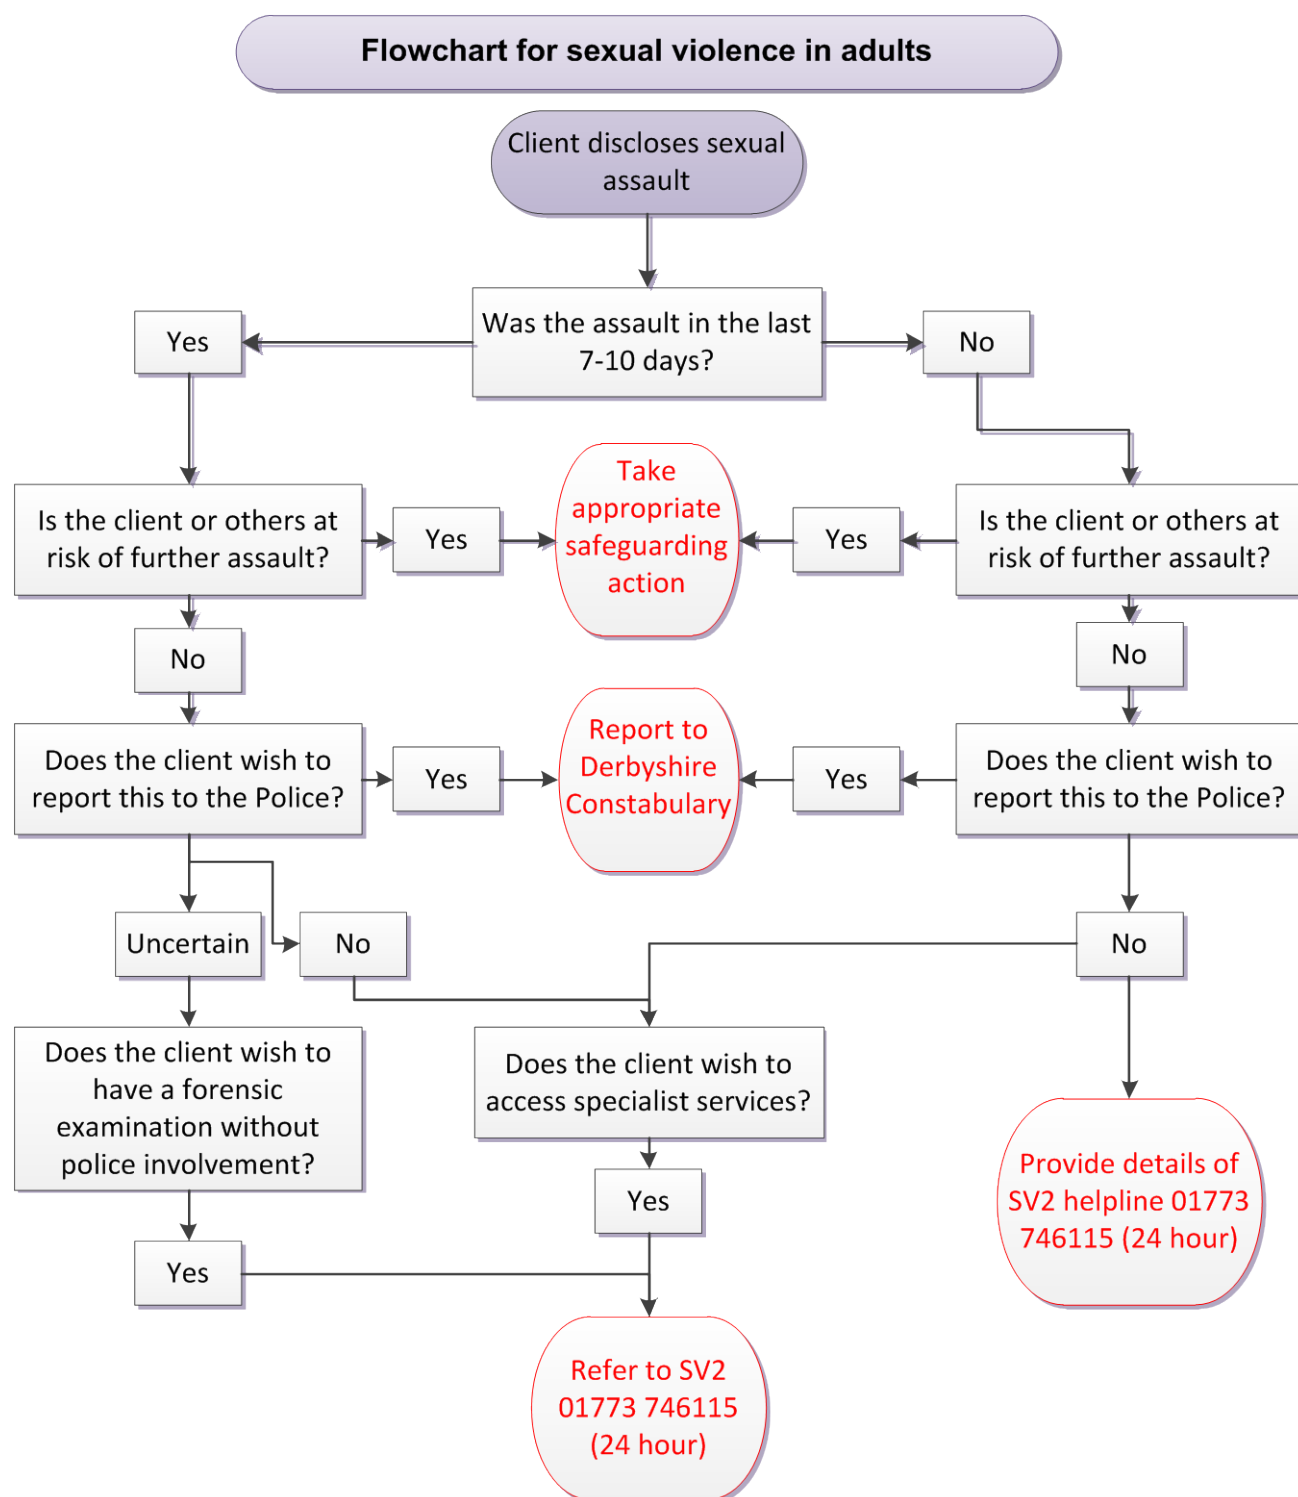 Flowchart for sexual violence in adults
Client discloses sexual
assault
Was the assault in the last
7-10 days?
Yes
No
Is the client or others at
risk of further assault?
Yes
Take
appropriate
safeguarding
action
Yes
Is the client or others at
risk of further assault?
No
No
Does the client wish to
report this to the Police?
Yes
Report to
Derbyshire
Constabulary
Yes
Does the client wish to
report this to the Police?
Uncertain
No
No
Does the client wish to
have a forensic
examination without
police involvement?
Does the client wish to
access specialist services?
Provide details of
SV2 helpline 01773
746115 (24 hour)
Yes
Yes
Refer to SV2
01773 746115
(24 hour)